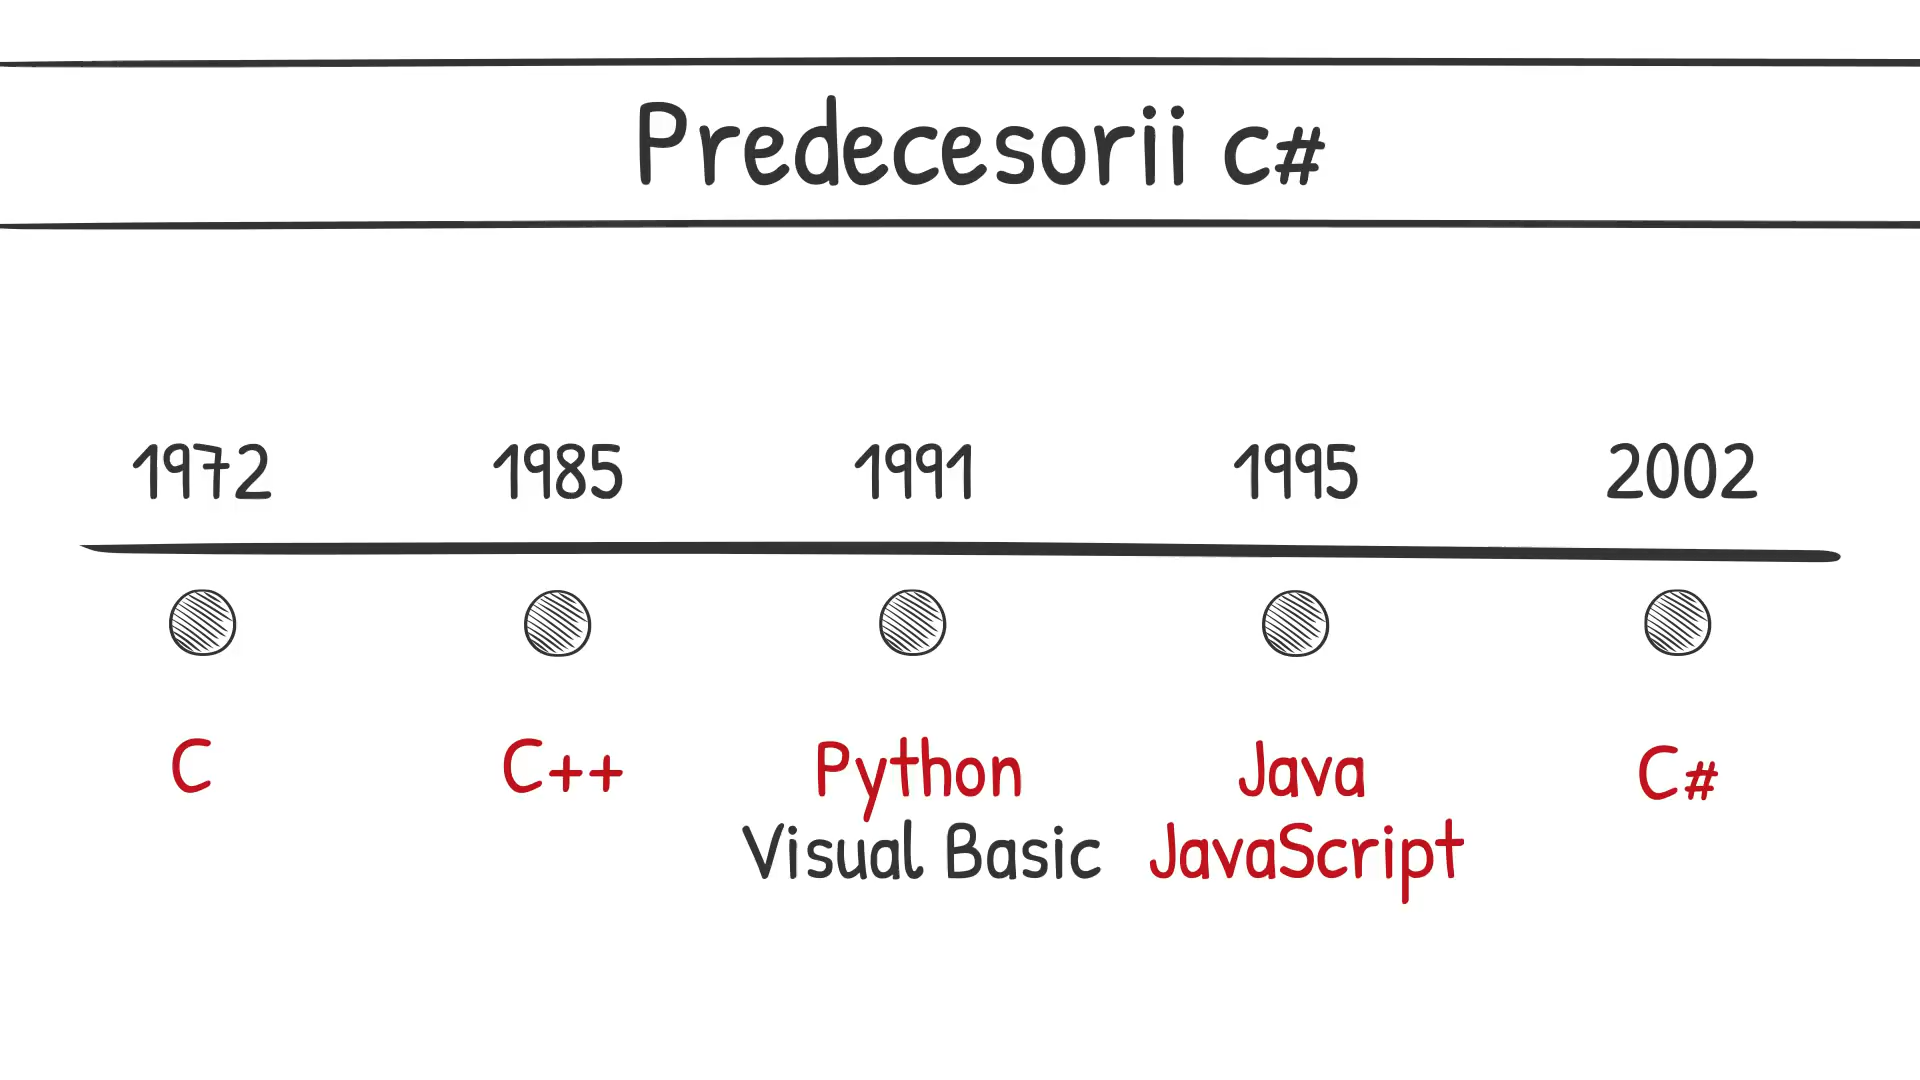 Predecesorii c#
1972 1985 1991 1995 2002
C C++ Python Java C#
Visual Basic JavaScript